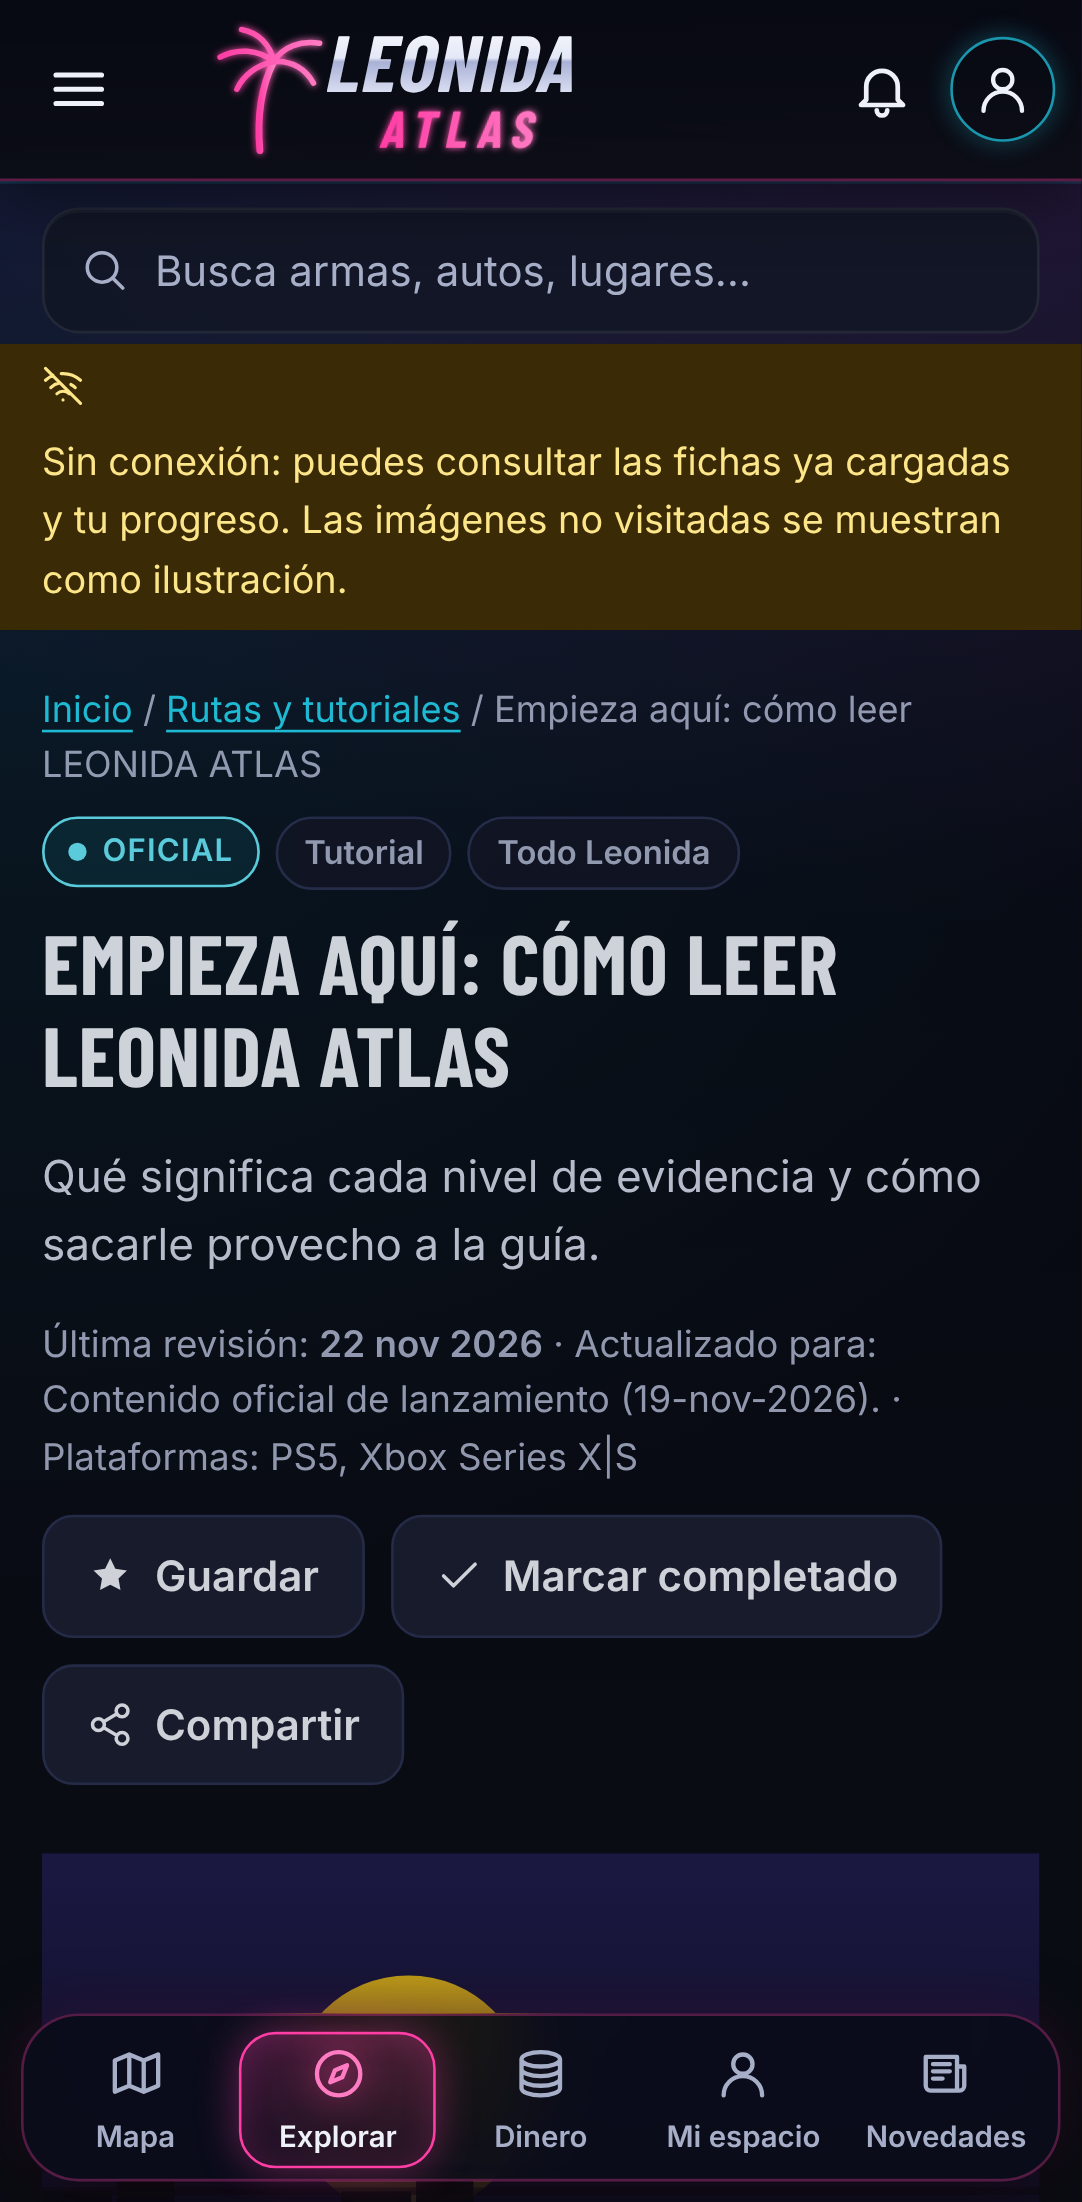 LEONIDA
ATLAS
Busca armas, autos, lugares...
Sin conexión: puedes consultar las fichas ya cargadas
y tu progreso. Las imágenes no visitadas se muestran
como ilustración.
Inicio / Rutas y tutoriales / Empieza aquí: cómo leer
LEONIDA ATLAS
OFICIAL Tutorial Todo Leonida
EMPIEZA AQUÍ: CÓMO LEER
LEONIDA ATLAS
Qué significa cada nivel de evidencia y cómo
sacarle provecho a la guía.
Última revisión: 22 nov 2026 · Actualizado para:
Contenido oficial de lanzamiento (19-nov-2026). ·
Plataformas: PS5, Xbox Series X|S
Guardar Marcar completado
Compartir
Mapa Explorar Dinero Mi espacio Novedades